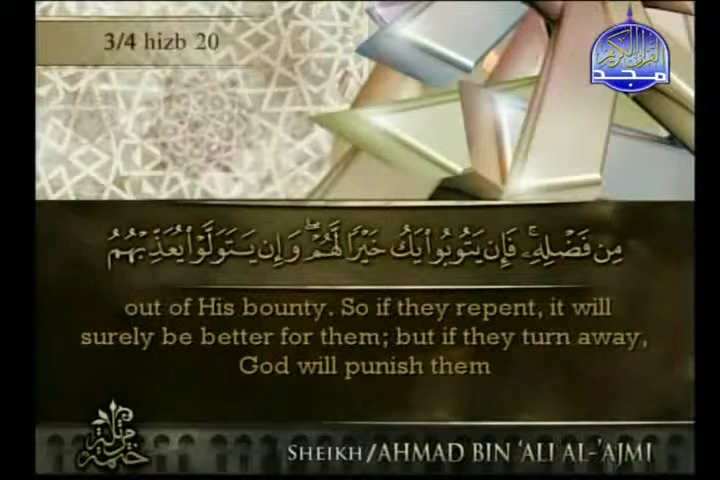 3/4 hizb 20
القرآن الكريم
مجد
مِن فَضْلِهِۦ ۚ فَإِن يَتُوبُوا۟ يَكُ خَيْرًا لَّهُمْ ۖ وَإِن يَتَوَلَّوْا۟ يُعَذِّبْهُمُ
out of His bounty. So if they repent, it will
surely be better for them; but if they turn away,
God will punish them
SHEIKH/AHMAD BIN 'ALI AL-'AJMI